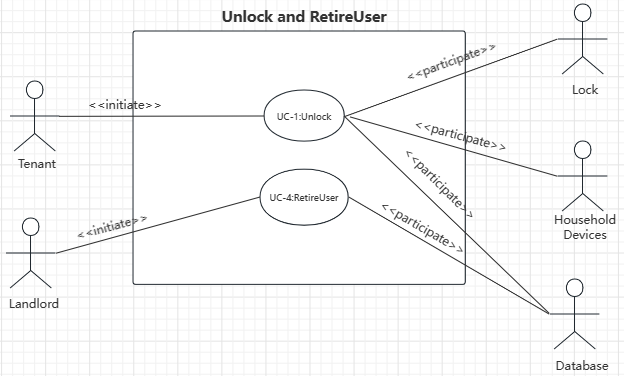 Unlock and RetireUser
<<participate>>
Lock
<<initiate>>
UC-1:Unlock
<<participate>>
Tenant
<<participate>>
UC-4:RetireUser
<<participate>>
<<initiate>>
Household
Devices
Landlord
Database